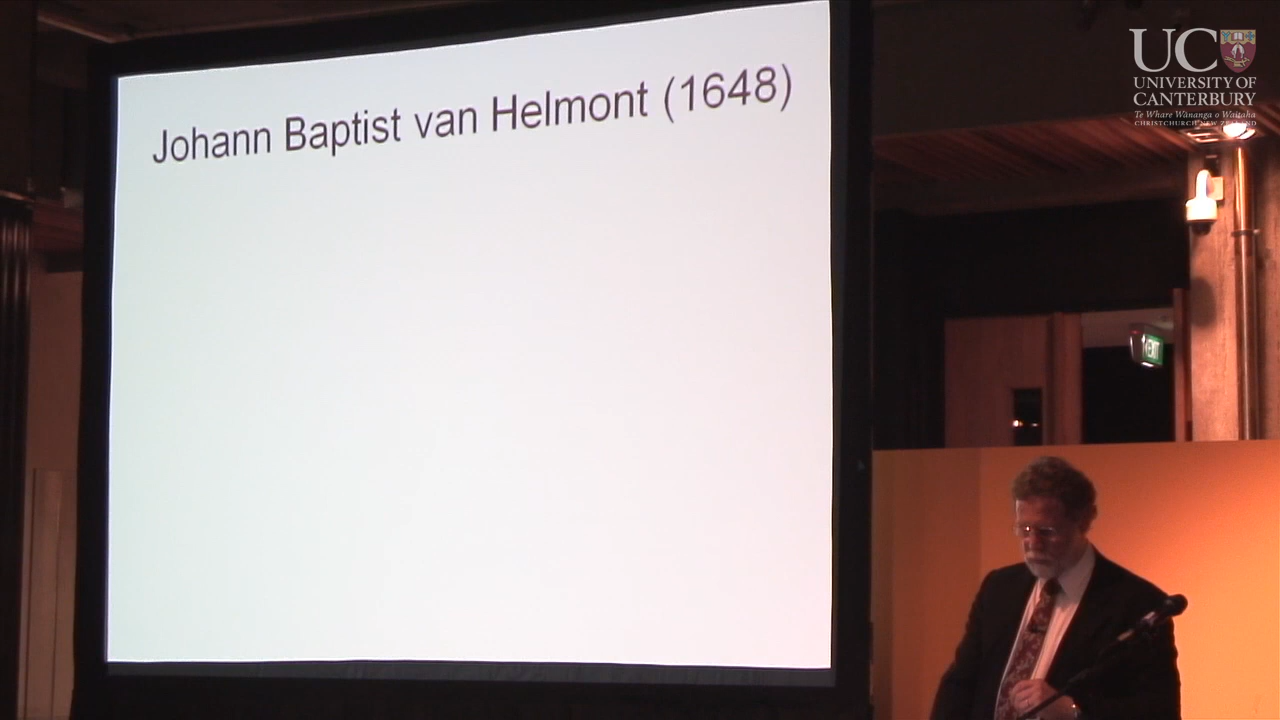 Johann Baptist van Helmont (1648)
UC
UNIVERSITY OF
CANTERBURY
Te Whare Wānanga o Waitaha
CHRISTCHURCH NEW ZEALAND
EXIT